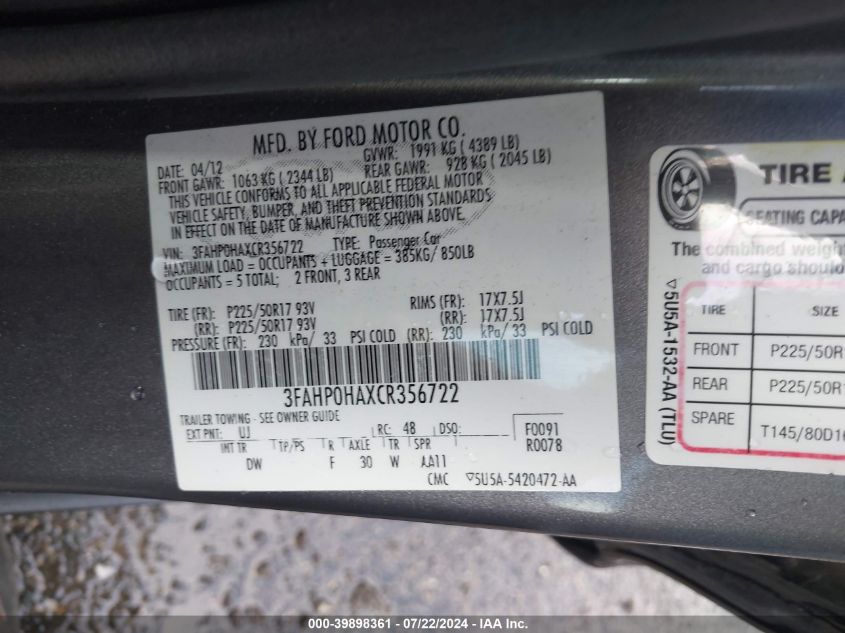 MFD. BY FORD MOTOR CO.
DATE: 04/12 GVWR: 1991 KG ( 4389 LB)
FRONT GAWR: 1063 KG ( 2344 LB) REAR GAWR: 928 KG ( 2045 LB)
THIS VEHICLE CONFORMS TO ALL APPLICABLE FEDERAL MOTOR
VEHICLE SAFETY, BUMPER, AND THEFT PREVENTION STANDARDS
IN EFFECT ON THE DATE OF MANUFACTURE SHOWN ABOVE.
VIN: 3FAHP0HAXCR356722 TYPE: Passenger Car
MAXIMUM LOAD = OCCUPANTS + LUGGAGE = 385KG/ 850LB
OCCUPANTS = 5 TOTAL; 2 FRONT, 3 REAR
TIRE (FR): P225/50R17 93V RIMS (FR): 17X7.5J
(RR): P225/50R17 93V (RR): 17X7.5J
PRESSURE (FR): 230 kPa/ 33 PSI COLD (RR): 230 kPa/ 33 PSI COLD
3FAHP0HAXCR356722
TRAILER TOWING - SEE OWNER GUIDE
EXT PNT: UJ RC: 48 DSO: F0091
R0078
INT TR TP/PS R AXLE TR SPR
DW F 30 W AA11
CMC ▽5U5A-5420472-AA
TIRE
SEATING CAPA
The combined weight
and cargo should
▽5U5A-1532-AA (TLU)
TIRE SIZE
FRONT P225/50R1
REAR P225/50R1
SPARE T145/80D16
000-39898361 - 07/22/2024 - IAA Inc.